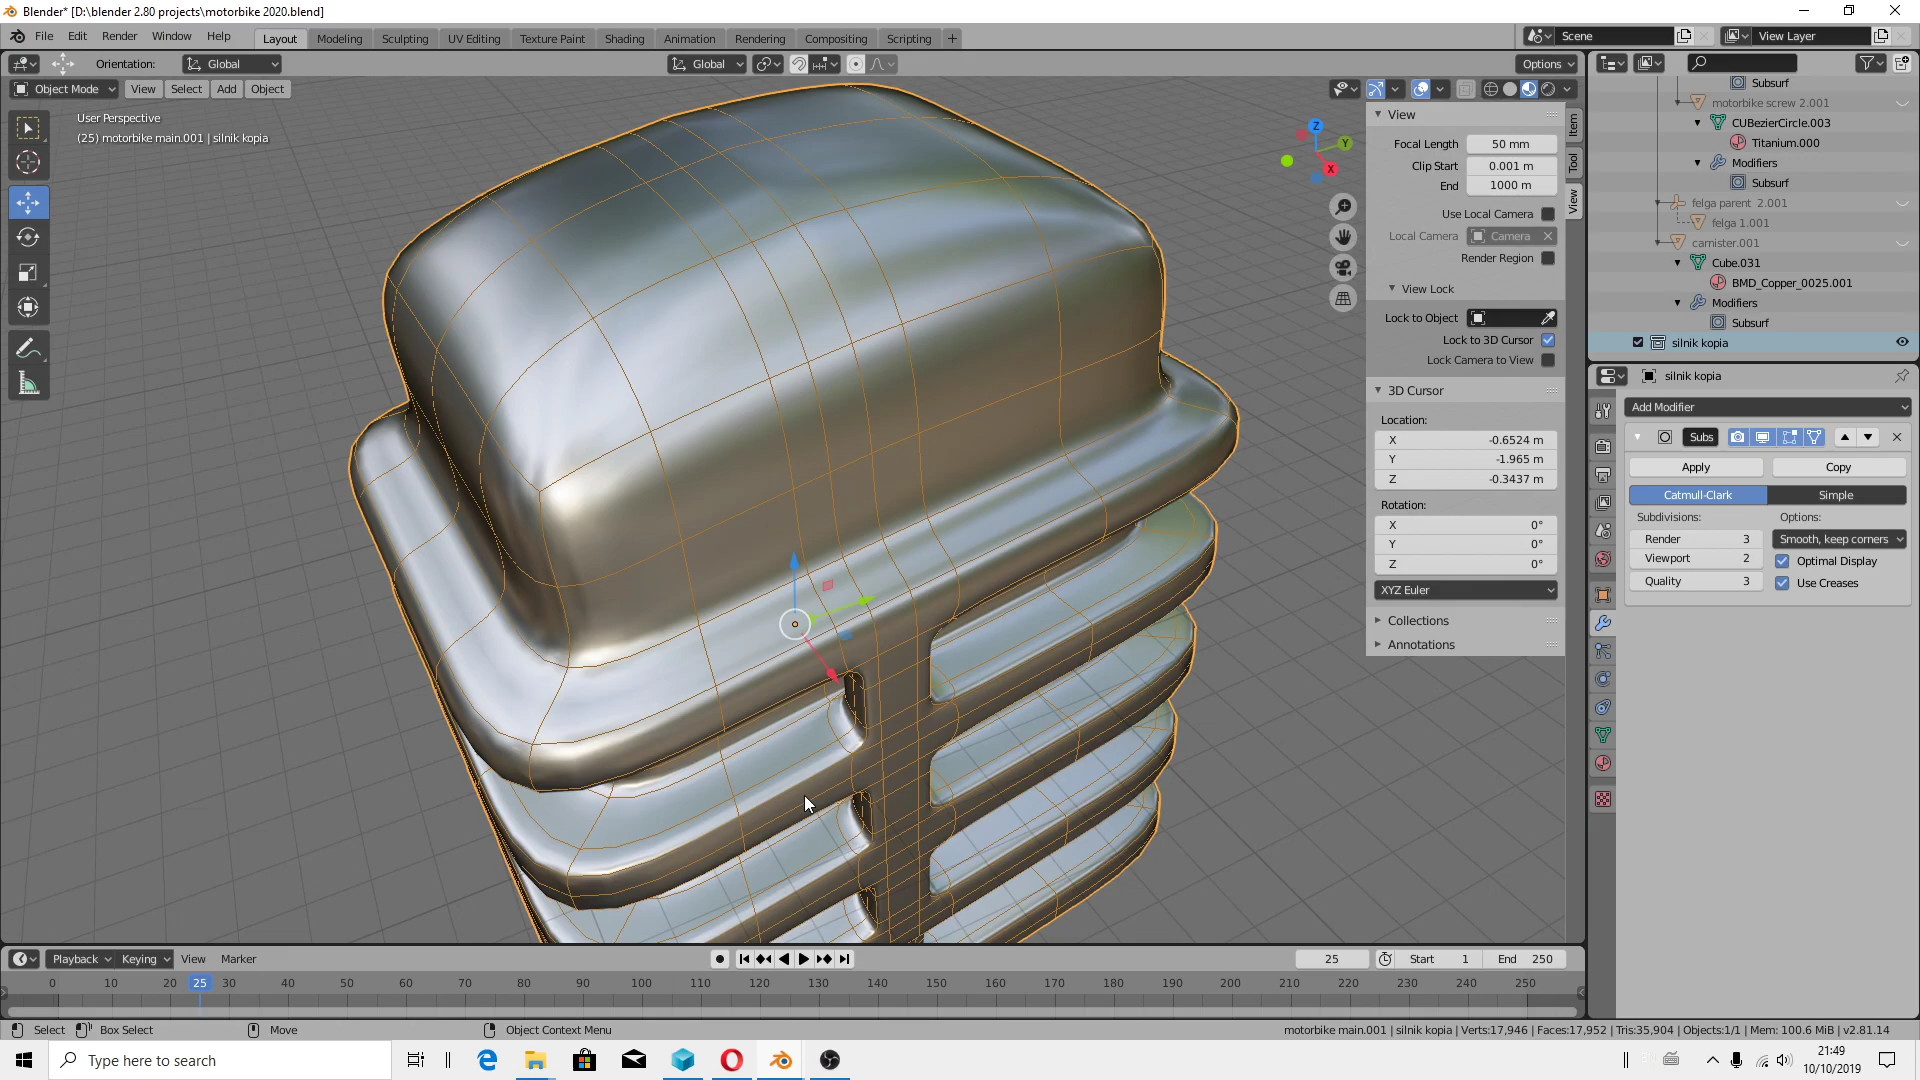 Blender* [D:\blender 2.80 projects\motorbike 2020.blend]
File Edit Render Window Help Layout Modeling Sculpting UV Editing Texture Paint Shading Animation Rendering Compositing Scripting + Scene View Layer
Orientation: Global Global Options
Object Mode View Select Add Object
User Perspective
(25) motorbike main.001 | silnik kopia
Z
Y
X
Item
Tool
View
View
Focal Length 50 mm
Clip Start 0.001 m
End 1000 m
Use Local Camera
Local Camera Camera
Render Region
View Lock
Lock to Object
Lock to 3D Cursor
Lock Camera to View
3D Cursor
Location:
X -0.6524 m
Y -1.965 m
Z -0.3437 m
Rotation:
X 0°
Y 0°
Z 0°
XYZ Euler
Collections
Annotations
Subsurf
motorbike screw 2.001
CUBezierCircle.003
Titanium.000
Modifiers
Subsurf
felga parent 2.001
felga 1.001
carnister.001
Cube.031
BMD_Copper_0025.001
Modifiers
Subsurf
silnik kopia
silnik kopia
Add Modifier
Subs
Apply Copy
Catmull-Clark Simple
Subdivisions: Options:
Render 3 Smooth, keep corners
Viewport 2 Optimal Display
Quality 3 Use Creases
Playback Keying View Marker 25 Start 1 End 250
0 10 25 30 40 50 60 70 80 90 100 110 120 130 140 150 160 170 180 190 200 210 220 230 240 250
Select Box Select Move Object Context Menu motorbike main.001 | silnik kopia | Verts:17,946 | Faces:17,952 | Tris:35,904 | Objects:1/1 | Mem: 100.6 MiB | v2.81.14
Type here to search
21:49
10/10/2019